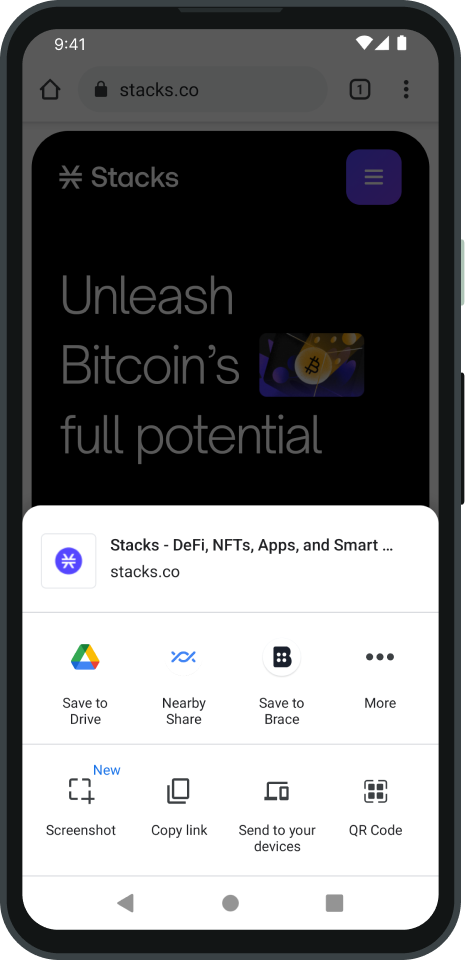 9:41
stacks.co
1
Stacks
Unleash
Bitcoin’s
full potential
Stacks - DeFi, NFTs, Apps, and Smart ...
stacks.co
Save to
Drive
Nearby
Share
Save to
Brace
More
New
Screenshot
Copy link
Send to your
devices
QR Code